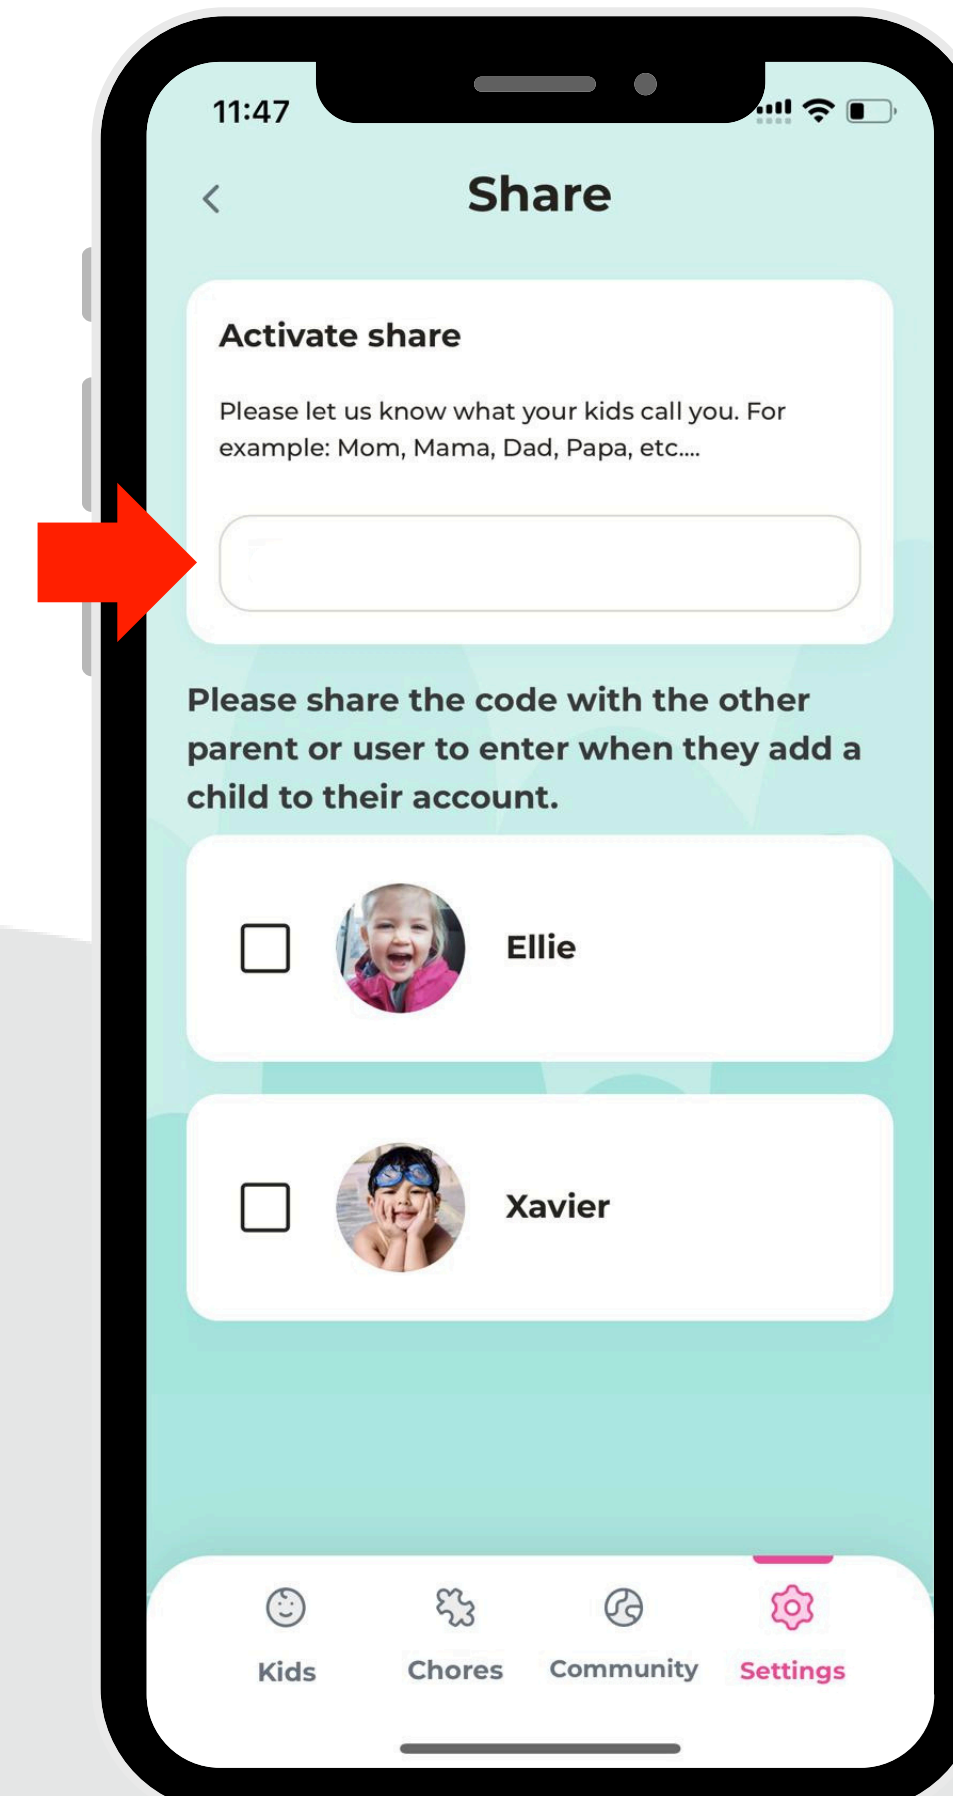 11:47
Share
Activate share
Please let us know what your kids call you. For
example: Mom, Mama, Dad, Papa, etc....
Please share the code with the other
parent or user to enter when they add a
child to their account.
Ellie
Xavier
Kids Chores Community Settings